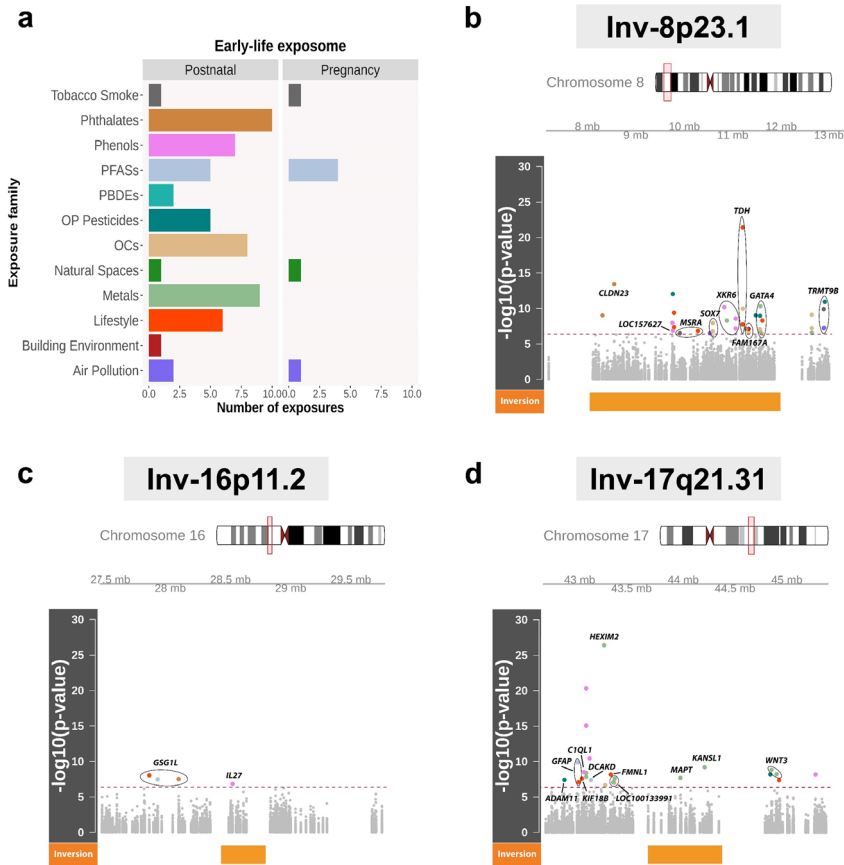 a
Early-life exposome
Postnatal
Pregnancy
Exposure family
Tobacco Smoke
Phthalates
Phenols
PFASs
PBDEs
OP Pesticides
OCs
Natural Spaces
Metals
Lifestyle
Building Environment
Air Pollution
0.0 2.5 5.0 7.5 10.0 0.0 2.5 5.0 7.5 10.0
Number of exposures
b
Inv-8p23.1
Chromosome 8
8 mb 9 mb 10 mb 11 mb 12 mb 13 mb
-log10(p-value)
30
25
20
15
10
5
0
TDH
CLDN23
XKR6
GATA4
TRMT9B
SOX7
LOC157627
MSRA
FAM167A
Inversion
c
Inv-16p11.2
Chromosome 16
27.5 mb 28 mb 28.5 mb 29 mb 29.5 mb
-log10(p-value)
30
25
20
15
10
5
0
GSG1L
IL27
Inversion
d
Inv-17q21.31
Chromosome 17
43 mb 43.5 mb 44 mb 44.5 mb 45 mb
-log10(p-value)
30
25
20
15
10
5
0
HEXIM2
C1QL1
GFAP
DCAKD
FMNL1
MAPT
KANSL1
WNT3
ADAM11
KIF18B
LOC100133991
Inversion